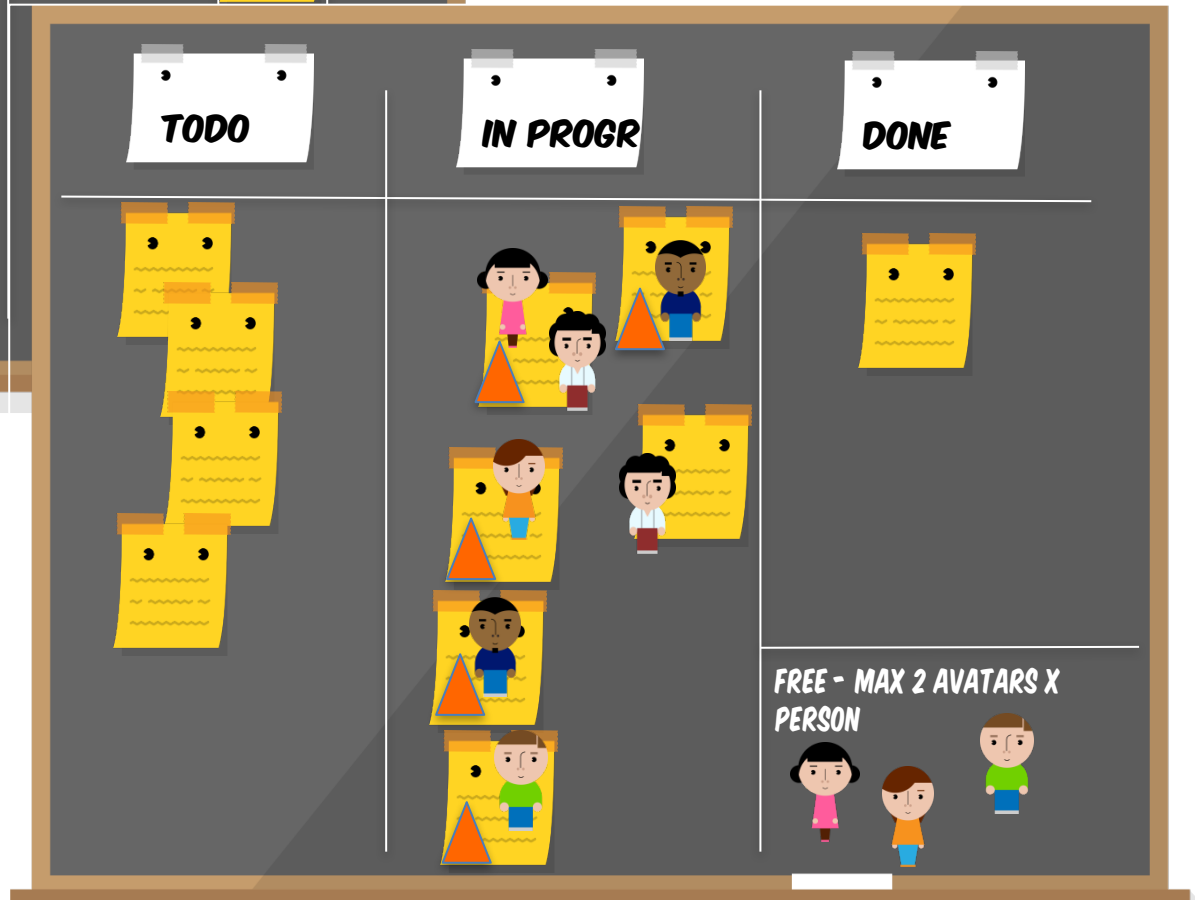 TODO
IN PROGR
DONE
FREE - MAX 2 AVATARS X
PERSON